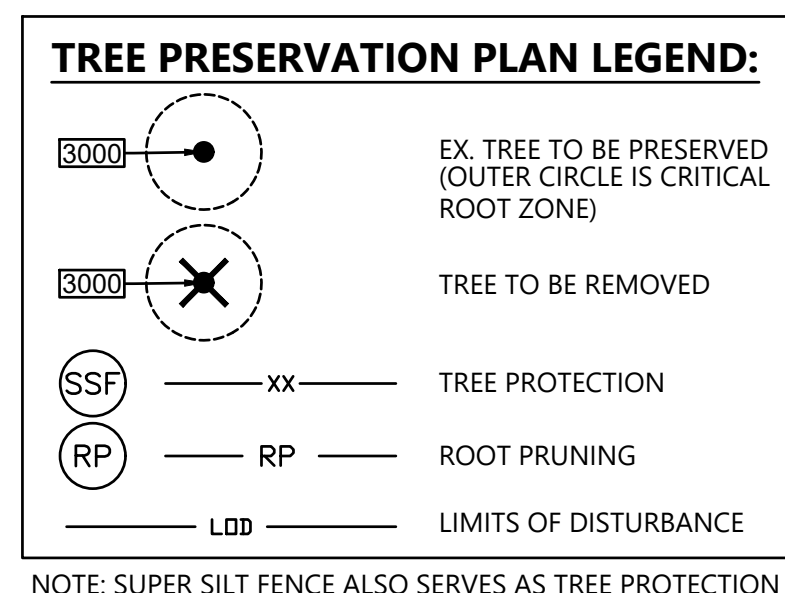 TREE PRESERVATION PLAN LEGEND:
3000 EX. TREE TO BE PRESERVED
(OUTER CIRCLE IS CRITICAL
ROOT ZONE)
3000 TREE TO BE REMOVED
SSF XX TREE PROTECTION
RP RP ROOT PRUNING
LOD LIMITS OF DISTURBANCE
NOTE: SUPER SILT FENCE ALSO SERVES AS TREE PROTECTION